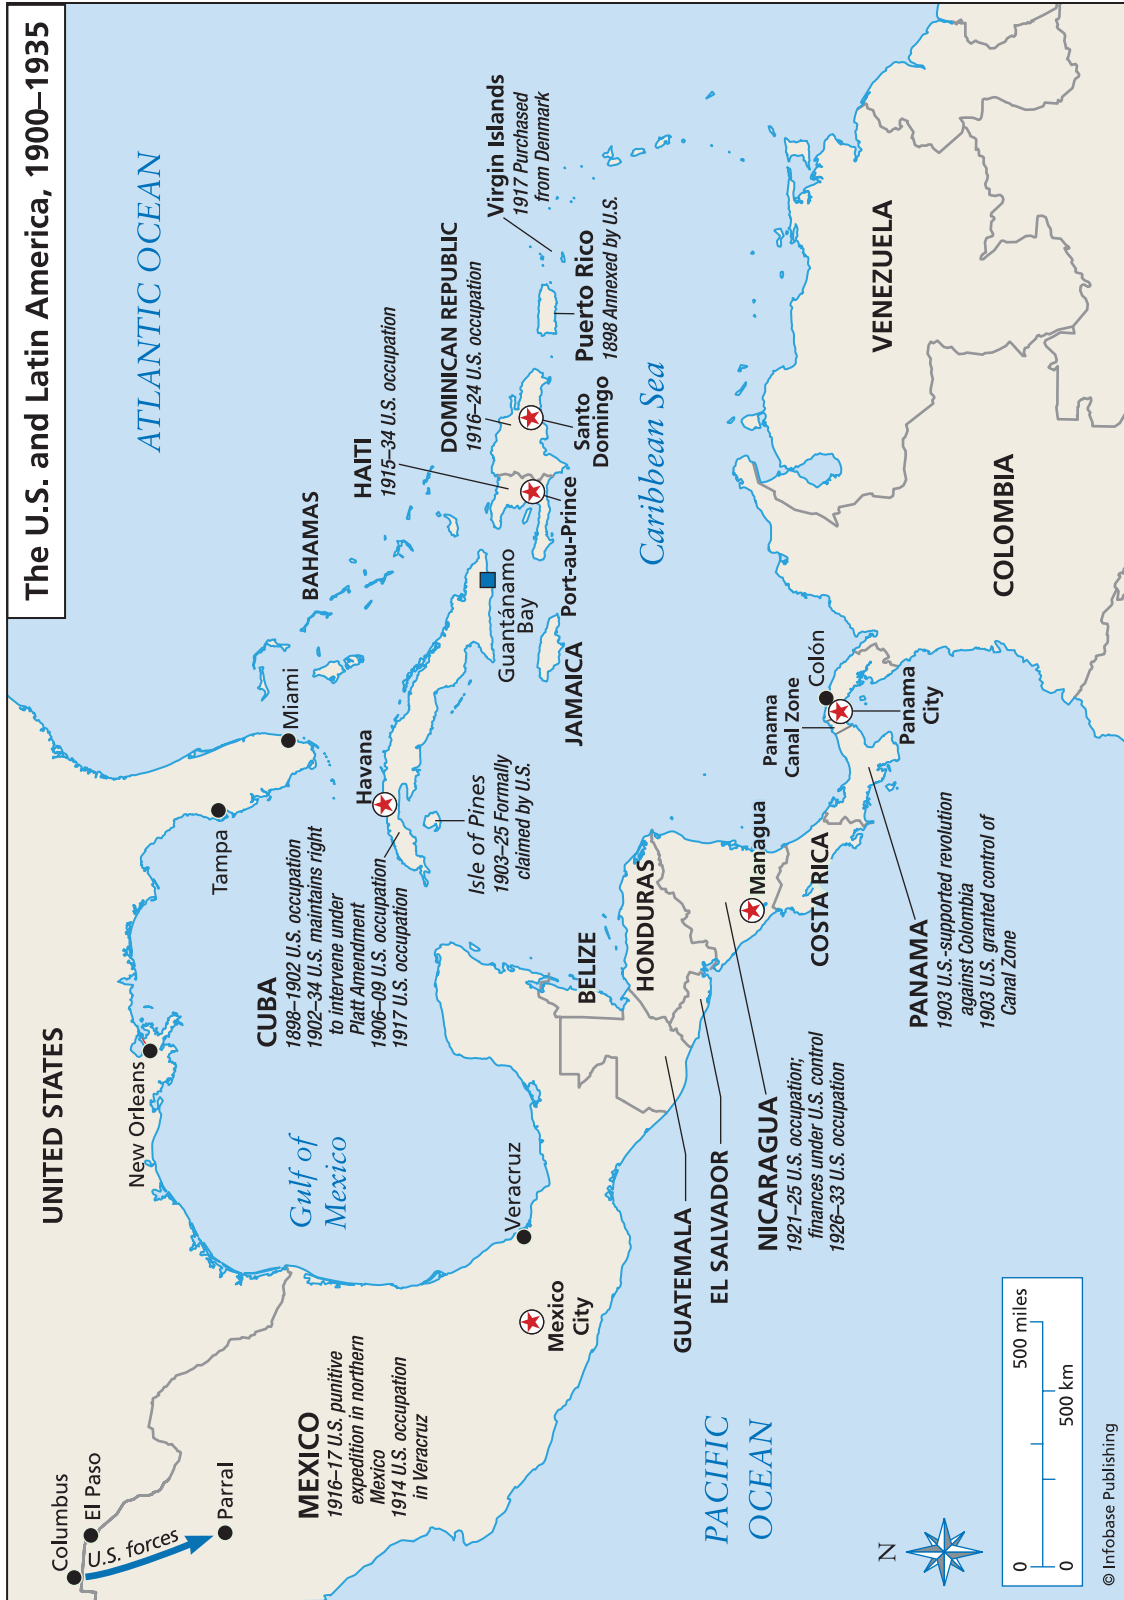 The U.S. and Latin America, 1900–1935
ATLANTIC OCEAN
UNITED STATES
Columbus
El Paso
U.S. forces
Parral
New Orleans
Tampa
Miami
BAHAMAS
Gulf of
Mexico
MEXICO
1916–17 U.S. punitive
expedition in northern
Mexico
1914 U.S. occupation
in Veracruz
Veracruz
Mexico
City
CUBA
1898–1902 U.S. occupation
1902–34 U.S. maintains right
to intervene under
Platt Amendment
1906–09 U.S. occupation
1917 U.S. occupation
Havana
Isle of Pines
1903–25 Formally
claimed by U.S.
Guantánamo
Bay
JAMAICA
HAITI
1915–34 U.S. occupation
Port-au-Prince
DOMINICAN REPUBLIC
1916–24 U.S. occupation
Santo
Domingo
Virgin Islands
1917 Purchased
from Denmark
Puerto Rico
1898 Annexed by U.S.
Caribbean Sea
BELIZE
HONDURAS
GUATEMALA
EL SALVADOR
NICARAGUA
1921–25 U.S. occupation;
finances under U.S. control
1926–33 U.S. occupation
Managua
COSTA RICA
PANAMA
1903 U.S.-supported revolution
against Colombia
1903 U.S. granted control of
Canal Zone
Panama
Canal Zone
Colón
Panama
City
COLOMBIA
VENEZUELA
PACIFIC
OCEAN
N
0
500 miles
0
500 km
© Infobase Publishing